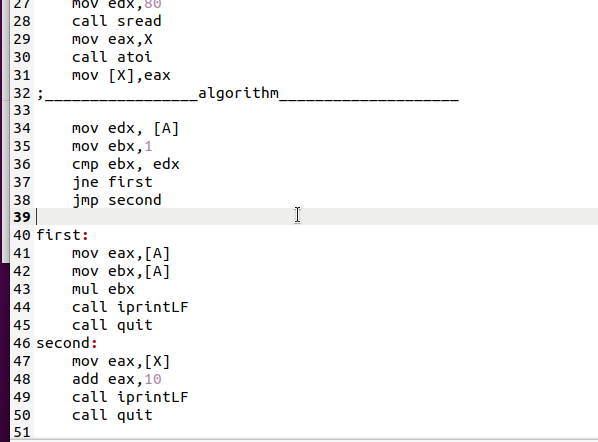 27 mov edx,80
28 call sread
29 mov eax,X
30 call atoi
31 mov [X],eax
32 ;_________________algorithm____________________
33
34 mov edx, [A]
35 mov ebx,1
36 cmp ebx, edx
37 jne first
38 jmp second
39
40 first:
41 mov eax,[A]
42 mov ebx,[A]
43 mul ebx
44 call iprintLF
45 call quit
46 second:
47 mov eax,[X]
48 add eax,10
49 call iprintLF
50 call quit
51